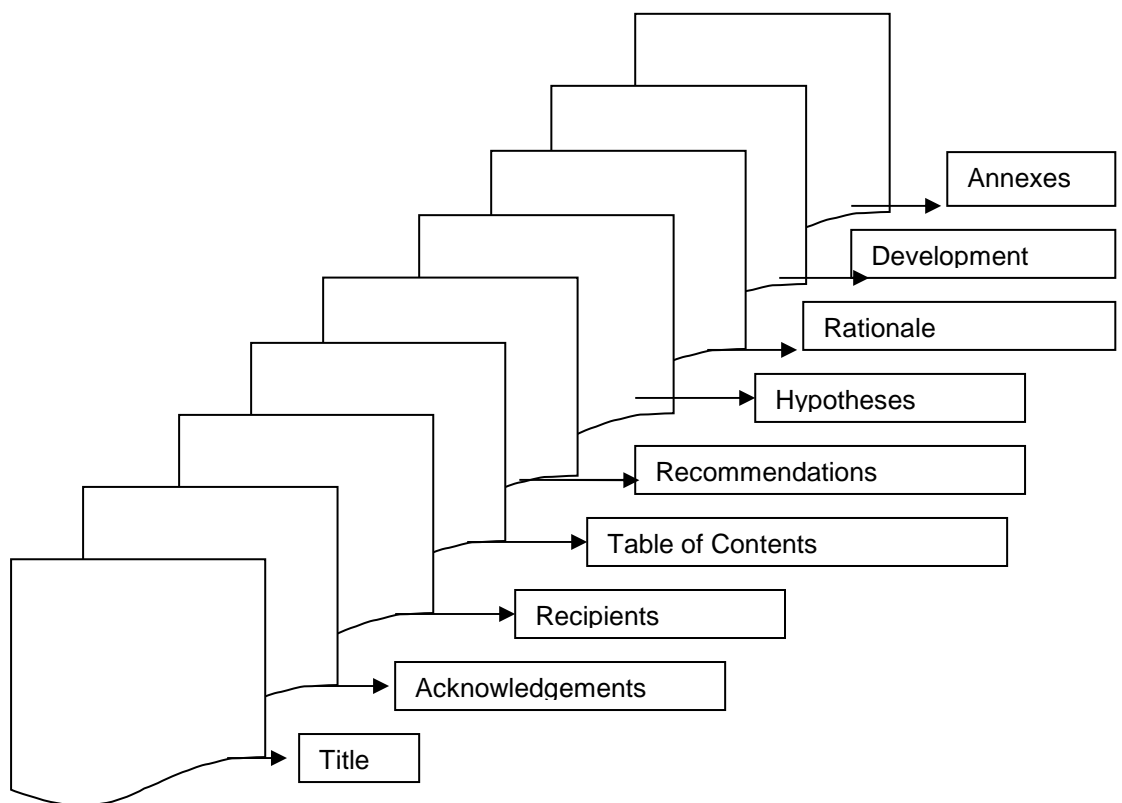 Annexes
Development
Rationale
Hypotheses
Recommendations
Table of Contents
Recipients
Acknowledgements
Title